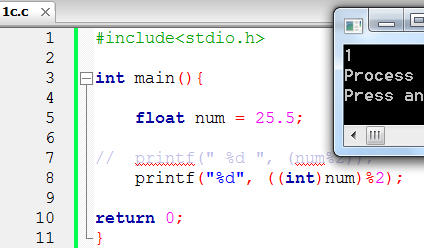 1c.c ×
1 #include<stdio.h>
2
3 int main(){
4
5 float num = 25.5;
6
7 // printf(" %d ", (num%2));
8 printf("%d", ((int)num)%2);
9
10 return 0;
11 }
1
Process
Press an